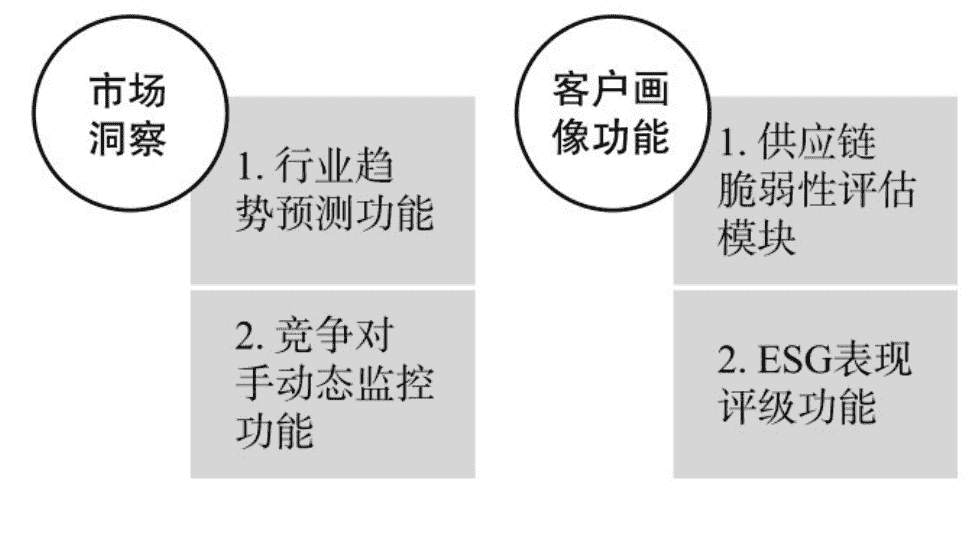 市场
洞察
1. 行业趋
势预测功能
2. 竞争对
手动态监控
功能
客户画
像功能
1. 供应链
脆弱性评估
模块
2. ESG表现
评级功能